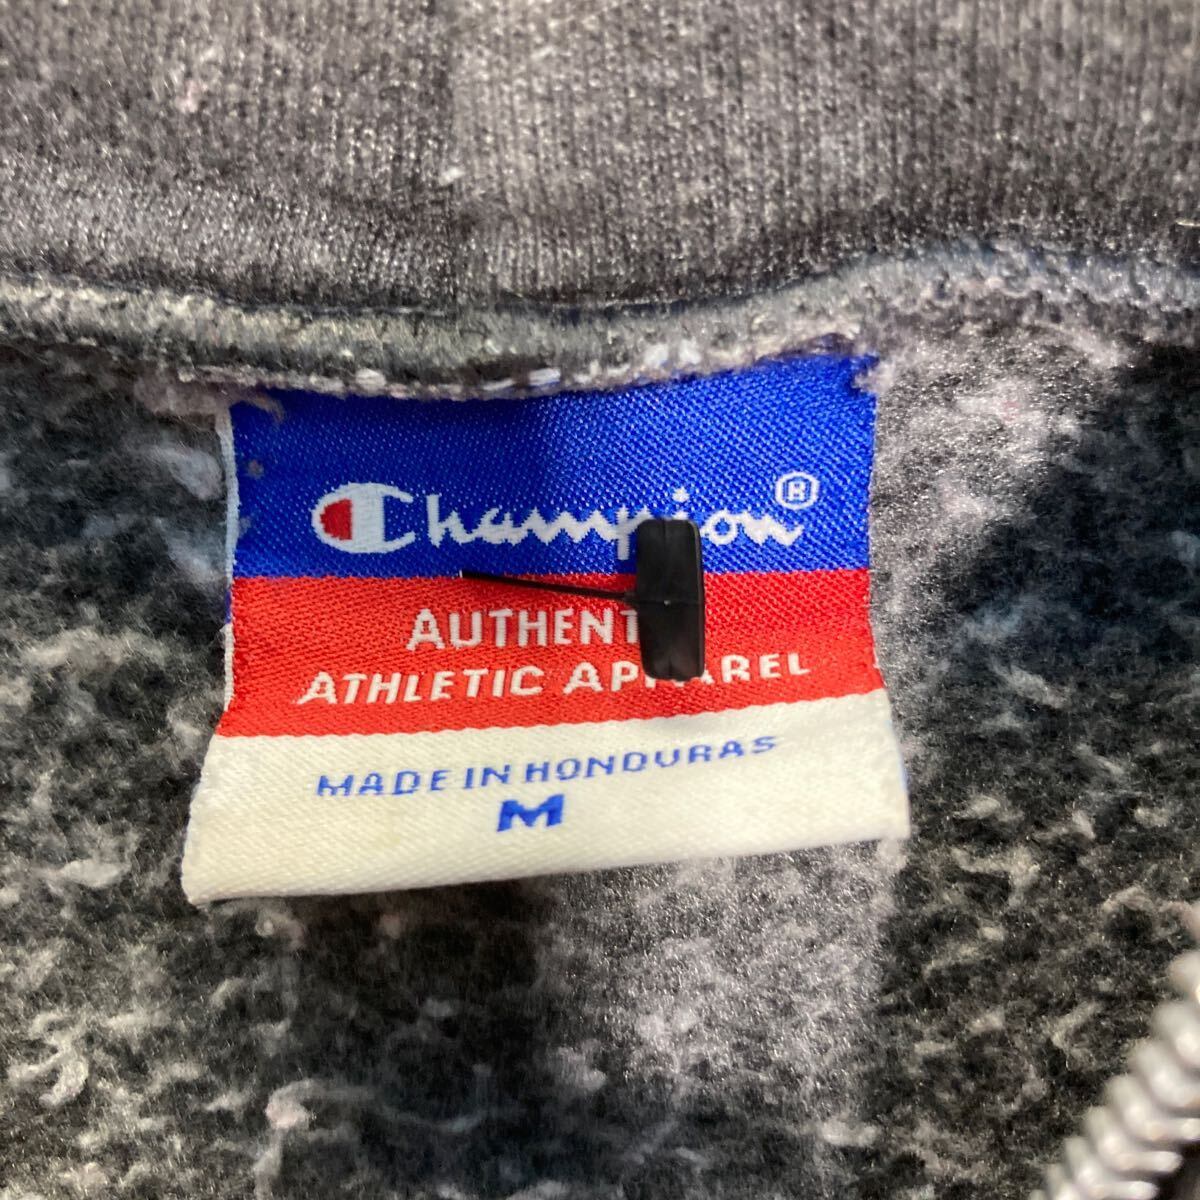 Champion®
AUTHENT
ATHLETIC APPAREL
MADE IN HONDURAS
M